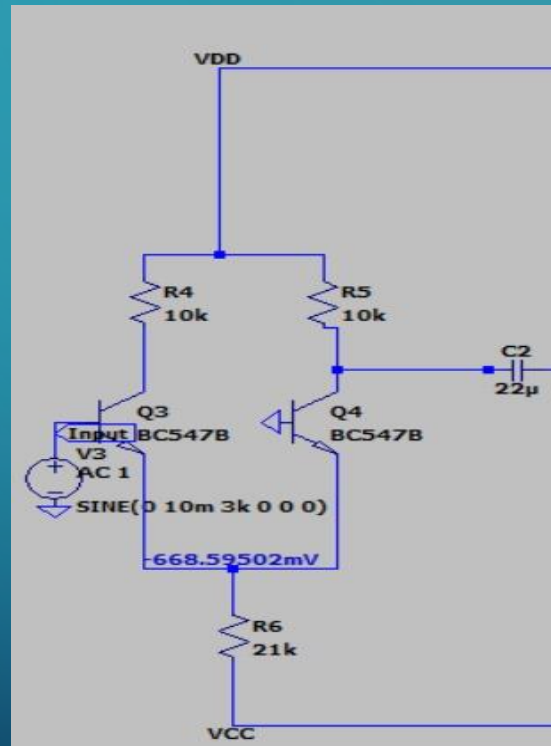 VDD
R4
10k
R5
10k
C2
22µ
Q3
BC547B
Q4
BC547B
Input
V3
AC 1
SINE(0 10m 3k 0 0 0)
-668.59502mV
R6
21k
VCC